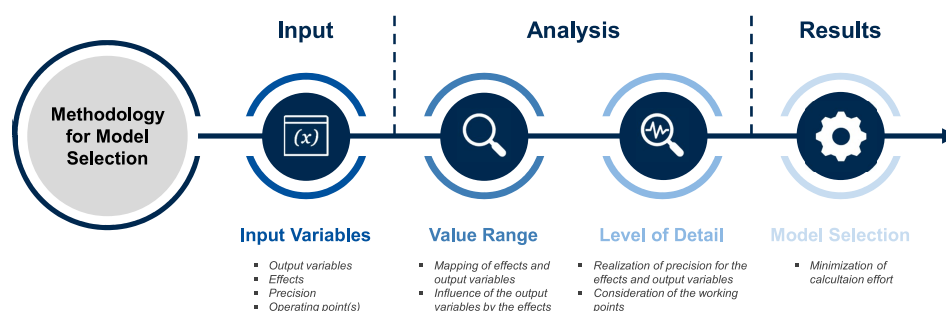 Input
Analysis
Results
Methodology
for Model
Selection
(x)
Input Variables
▪ Output variables
▪ Effects
▪ Precision
▪ Operating point(s)
Value Range
▪ Mapping of effects and
output variables
▪ Influence of the output
variables by the effects
Level of Detail
▪ Realization of precision for the
effects and output variables
▪ Consideration of the working
points
Model Selection
▪ Minimization of
calcultaion effort